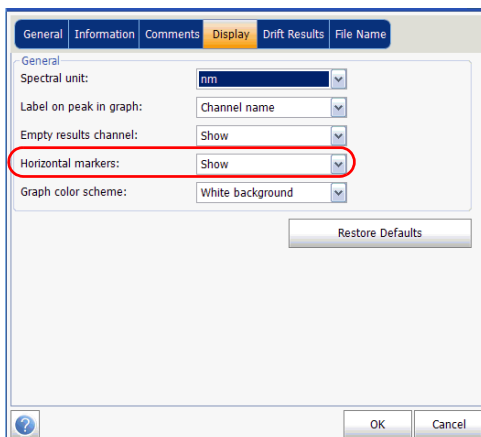 General Information Comments Display Drift Results File Name
General
Spectral unit: nm
Label on peak in graph: Channel name
Empty results channel: Show
Horizontal markers: Show
Graph color scheme: White background
Restore Defaults
? OK Cancel